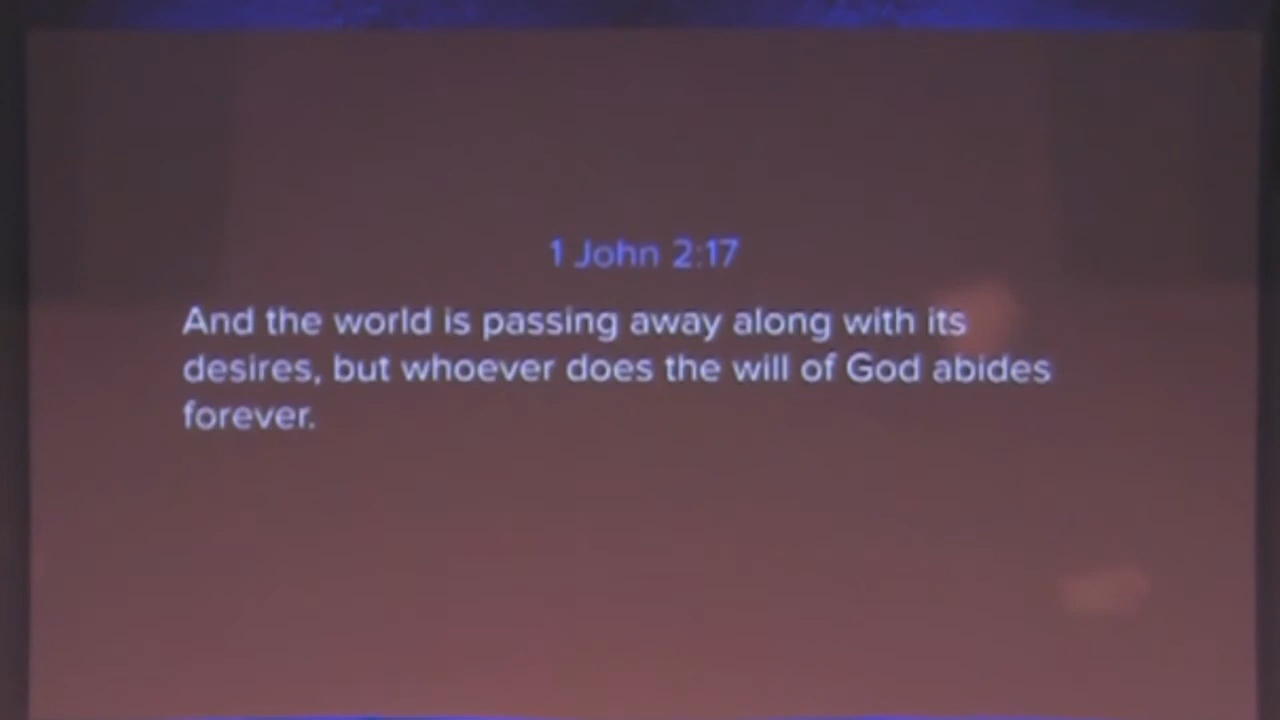 1 John 2:17
And the world is passing away along with its
desires, but whoever does the will of God abides
forever.